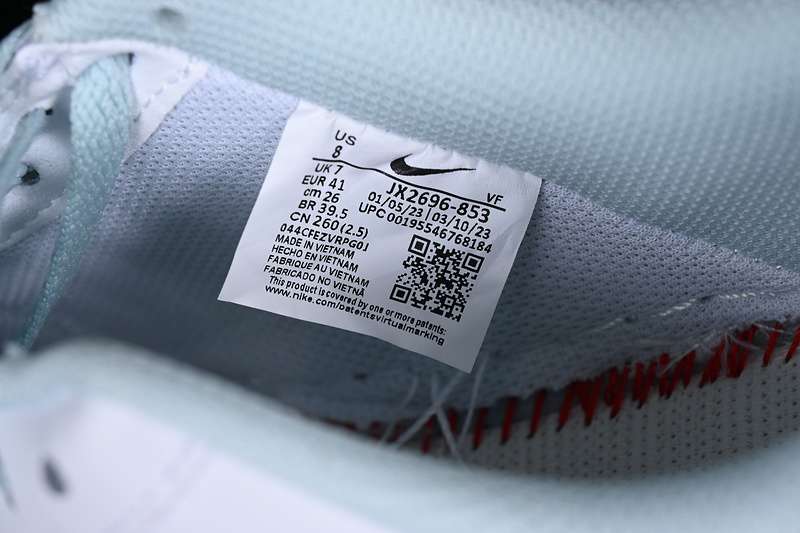 US
8
UK 7
EUR 41
cm 26
BR 39.5
CN 260 (2.5)
JX2696-853 VF
01/05/23 | 03/10/23
UPC 00195546768184
044CFEZVRPG0J
MADE IN VIETNAM
HECHO EN VIETNAM
FABRIQUE AU VIETNAM
FABRICADO NO VIETNÃ
This product is covered by one or more patents:
www.nike.com/patentsvirtualmarking